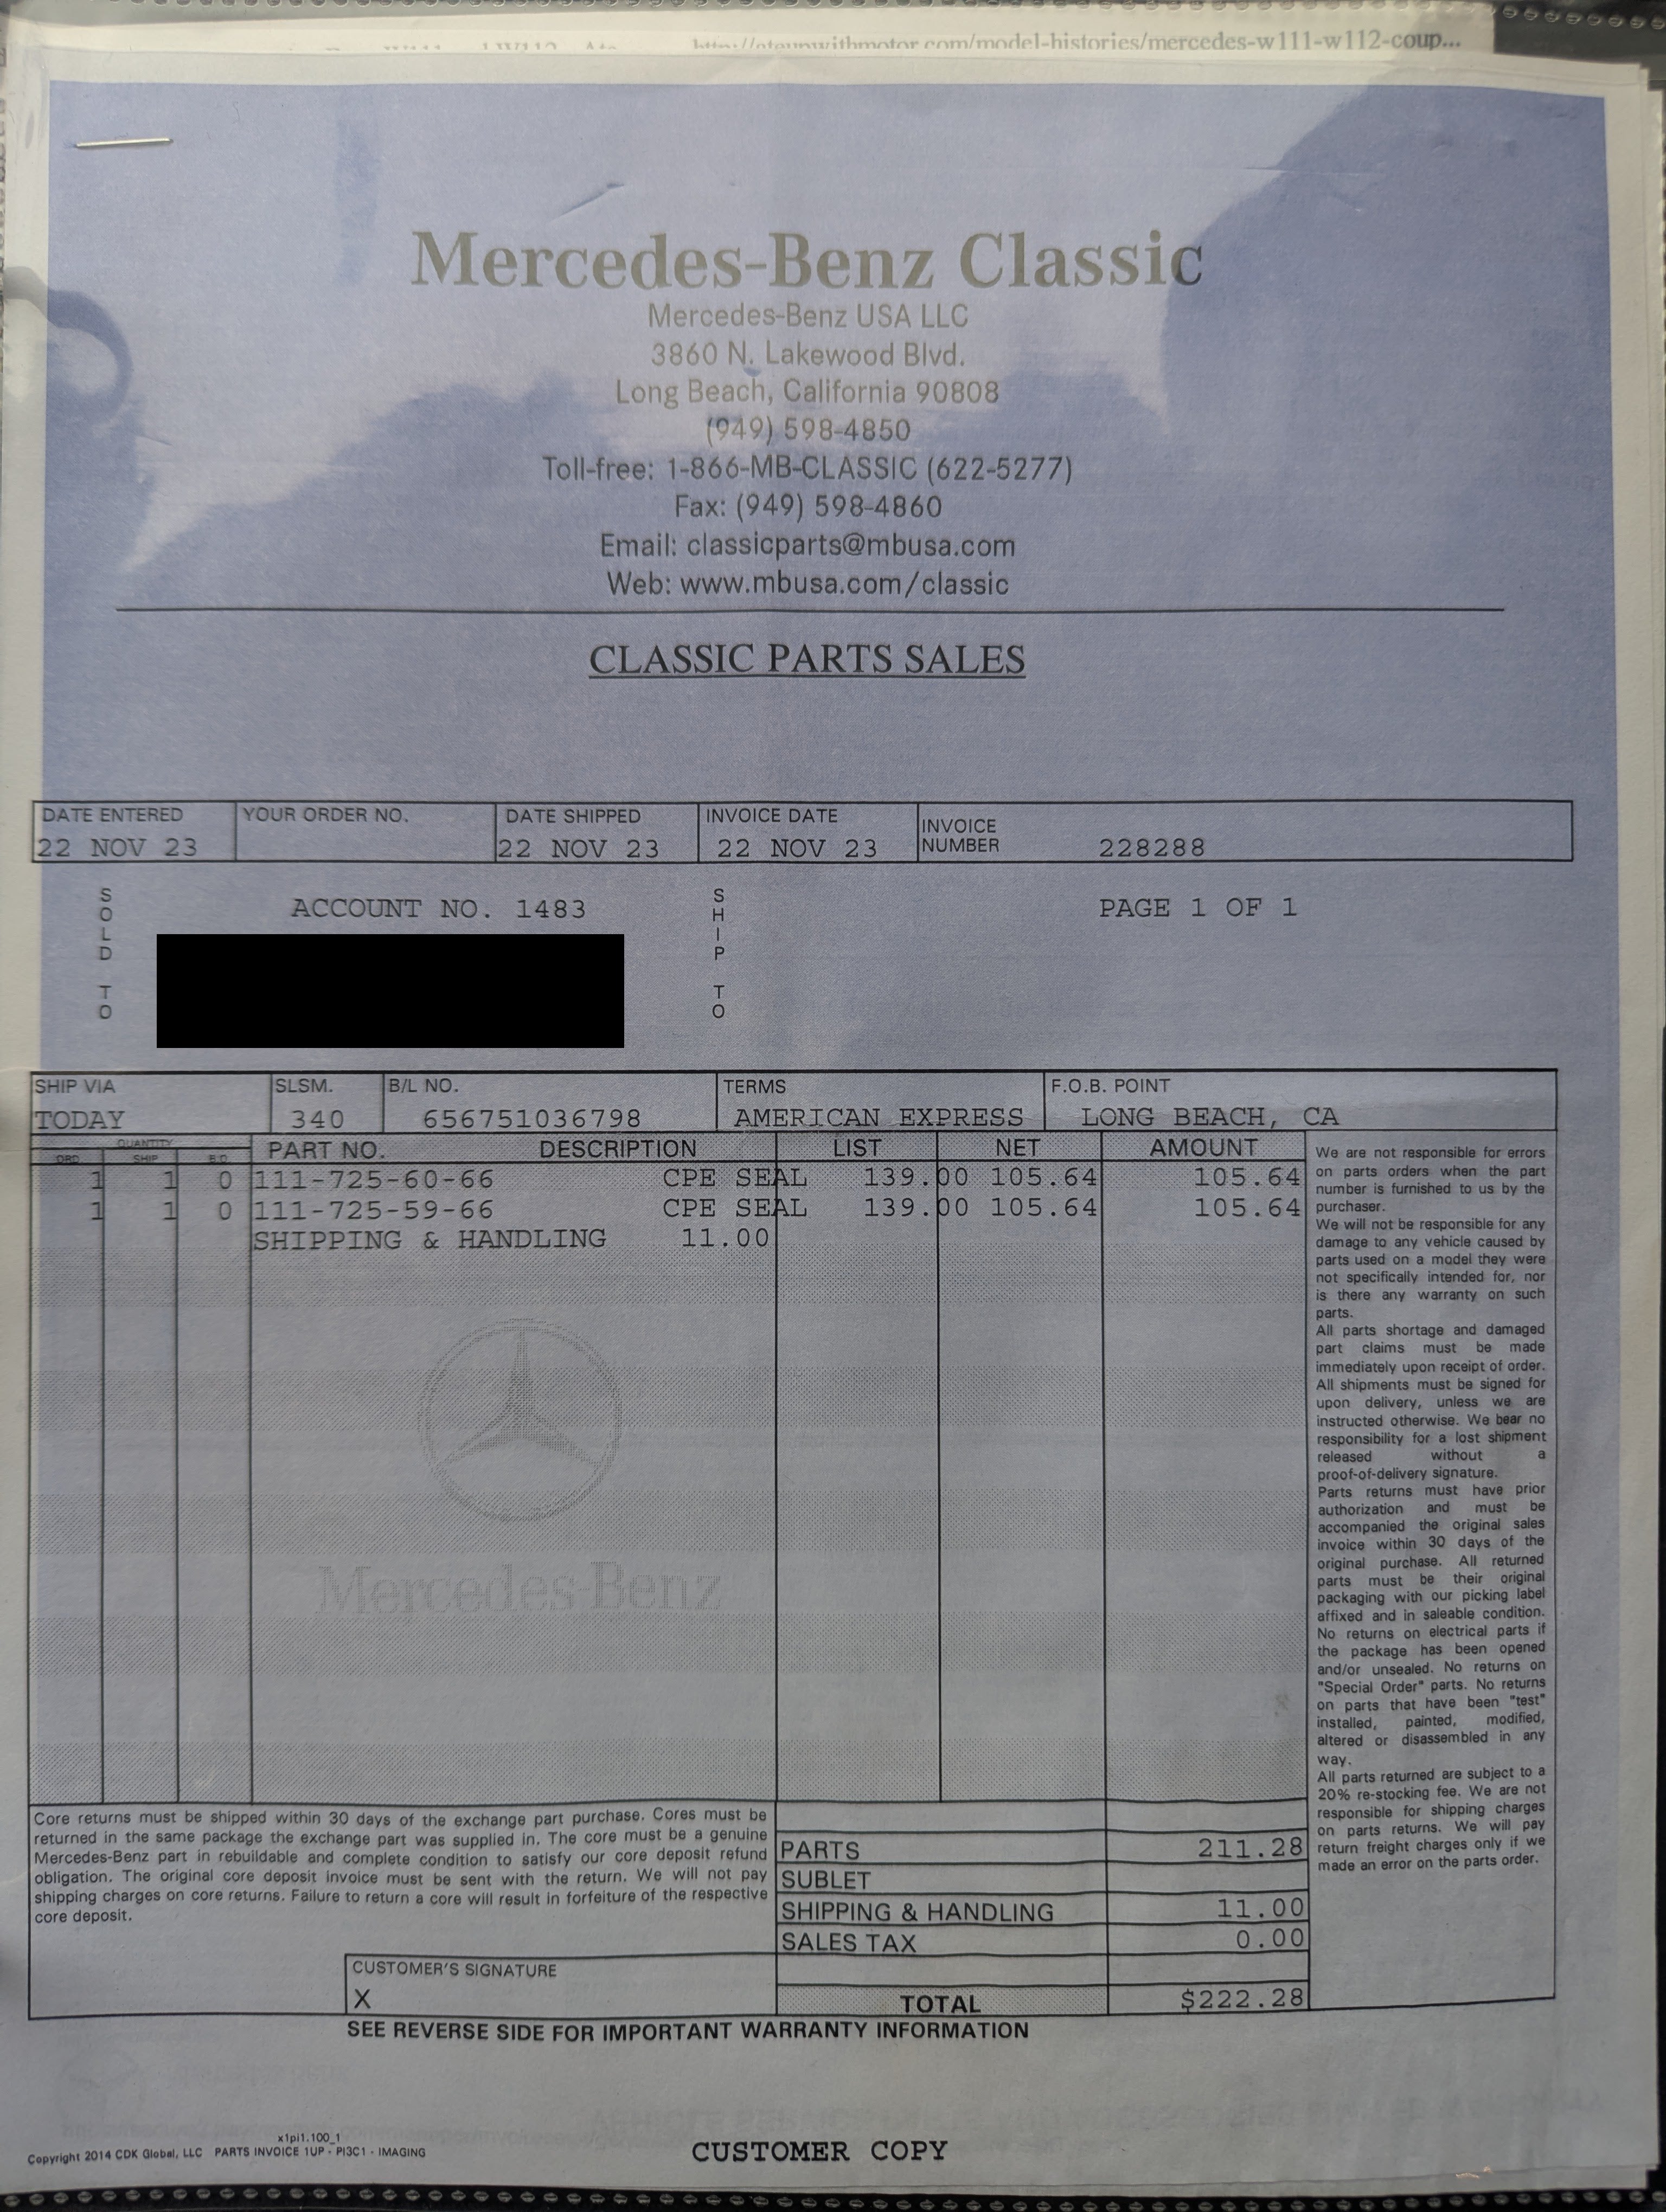 http://ateupwithmotor.com/model-histories/mercedes-w111-w112-coup...
Mercedes-Benz Classic
Mercedes-Benz USA LLC
3860 N. Lakewood Blvd.
Long Beach, California 90808
(949) 598-4850
Toll-free: 1-866-MB-CLASSIC (622-5277)
Fax: (949) 598-4860
Email: classicparts@mbusa.com
Web: www.mbusa.com/classic
CLASSIC PARTS SALES
DATE ENTERED YOUR ORDER NO. DATE SHIPPED INVOICE DATE INVOICE NUMBER
22 NOV 23 22 NOV 23 22 NOV 23 228288
SOLD TO ACCOUNT NO. 1483 SHIP TO PAGE 1 OF 1
SHIP VIA SLSM. B/L NO. TERMS F.O.B. POINT
TODAY 340 656751036798 AMERICAN EXPRESS LONG BEACH, CA
QUANTITY
ORD SHIP B.O PART NO. DESCRIPTION LIST NET AMOUNT
1 1 0 111-725-60-66 CPE SEAL 139.00 105.64 105.64
1 1 0 111-725-59-66 CPE SEAL 139.00 105.64 105.64
SHIPPING & HANDLING 11.00
Mercedes-Benz
We are not responsible for errors
on parts orders when the part
number is furnished to us by the
purchaser.
We will not be responsible for any
damage to any vehicle caused by
parts used on a model they were
not specifically intended for, nor
is there any warranty on such
parts.
All parts shortage and damaged
part claims must be made
immediately upon receipt of order.
All shipments must be signed for
upon delivery, unless we are
instructed otherwise. We bear no
responsibility for a lost shipment
released without a
proof-of-delivery signature.
Parts returns must have prior
authorization and must be
accompanied the original sales
invoice within 30 days of the
original purchase. All returned
parts must be their original
packaging with our picking label
affixed and in saleable condition.
No returns on electrical parts if
the package has been opened
and/or unsealed. No returns on
"Special Order" parts. No returns
on parts that have been "test"
installed, painted, modified,
altered or disassembled in any
way.
All parts returned are subject to a
20% re-stocking fee. We are not
responsible for shipping charges
on parts returns. We will pay
return freight charges only if we
made an error on the parts order.
Core returns must be shipped within 30 days of the exchange part purchase. Cores must be
returned in the same package the exchange part was supplied in. The core must be a genuine
Mercedes-Benz part in rebuildable and complete condition to satisfy our core deposit refund
obligation. The original core deposit invoice must be sent with the return. We will not pay
shipping charges on core returns. Failure to return a core will result in forfeiture of the respective
core deposit.
PARTS 211.28
SUBLET
SHIPPING & HANDLING 11.00
SALES TAX 0.00
TOTAL $222.28
CUSTOMER'S SIGNATURE
X
SEE REVERSE SIDE FOR IMPORTANT WARRANTY INFORMATION
x1pi1.100_1
Copyright 2014 CDK Global, LLC PARTS INVOICE 1UP - PI3C1 - IMAGING
CUSTOMER COPY